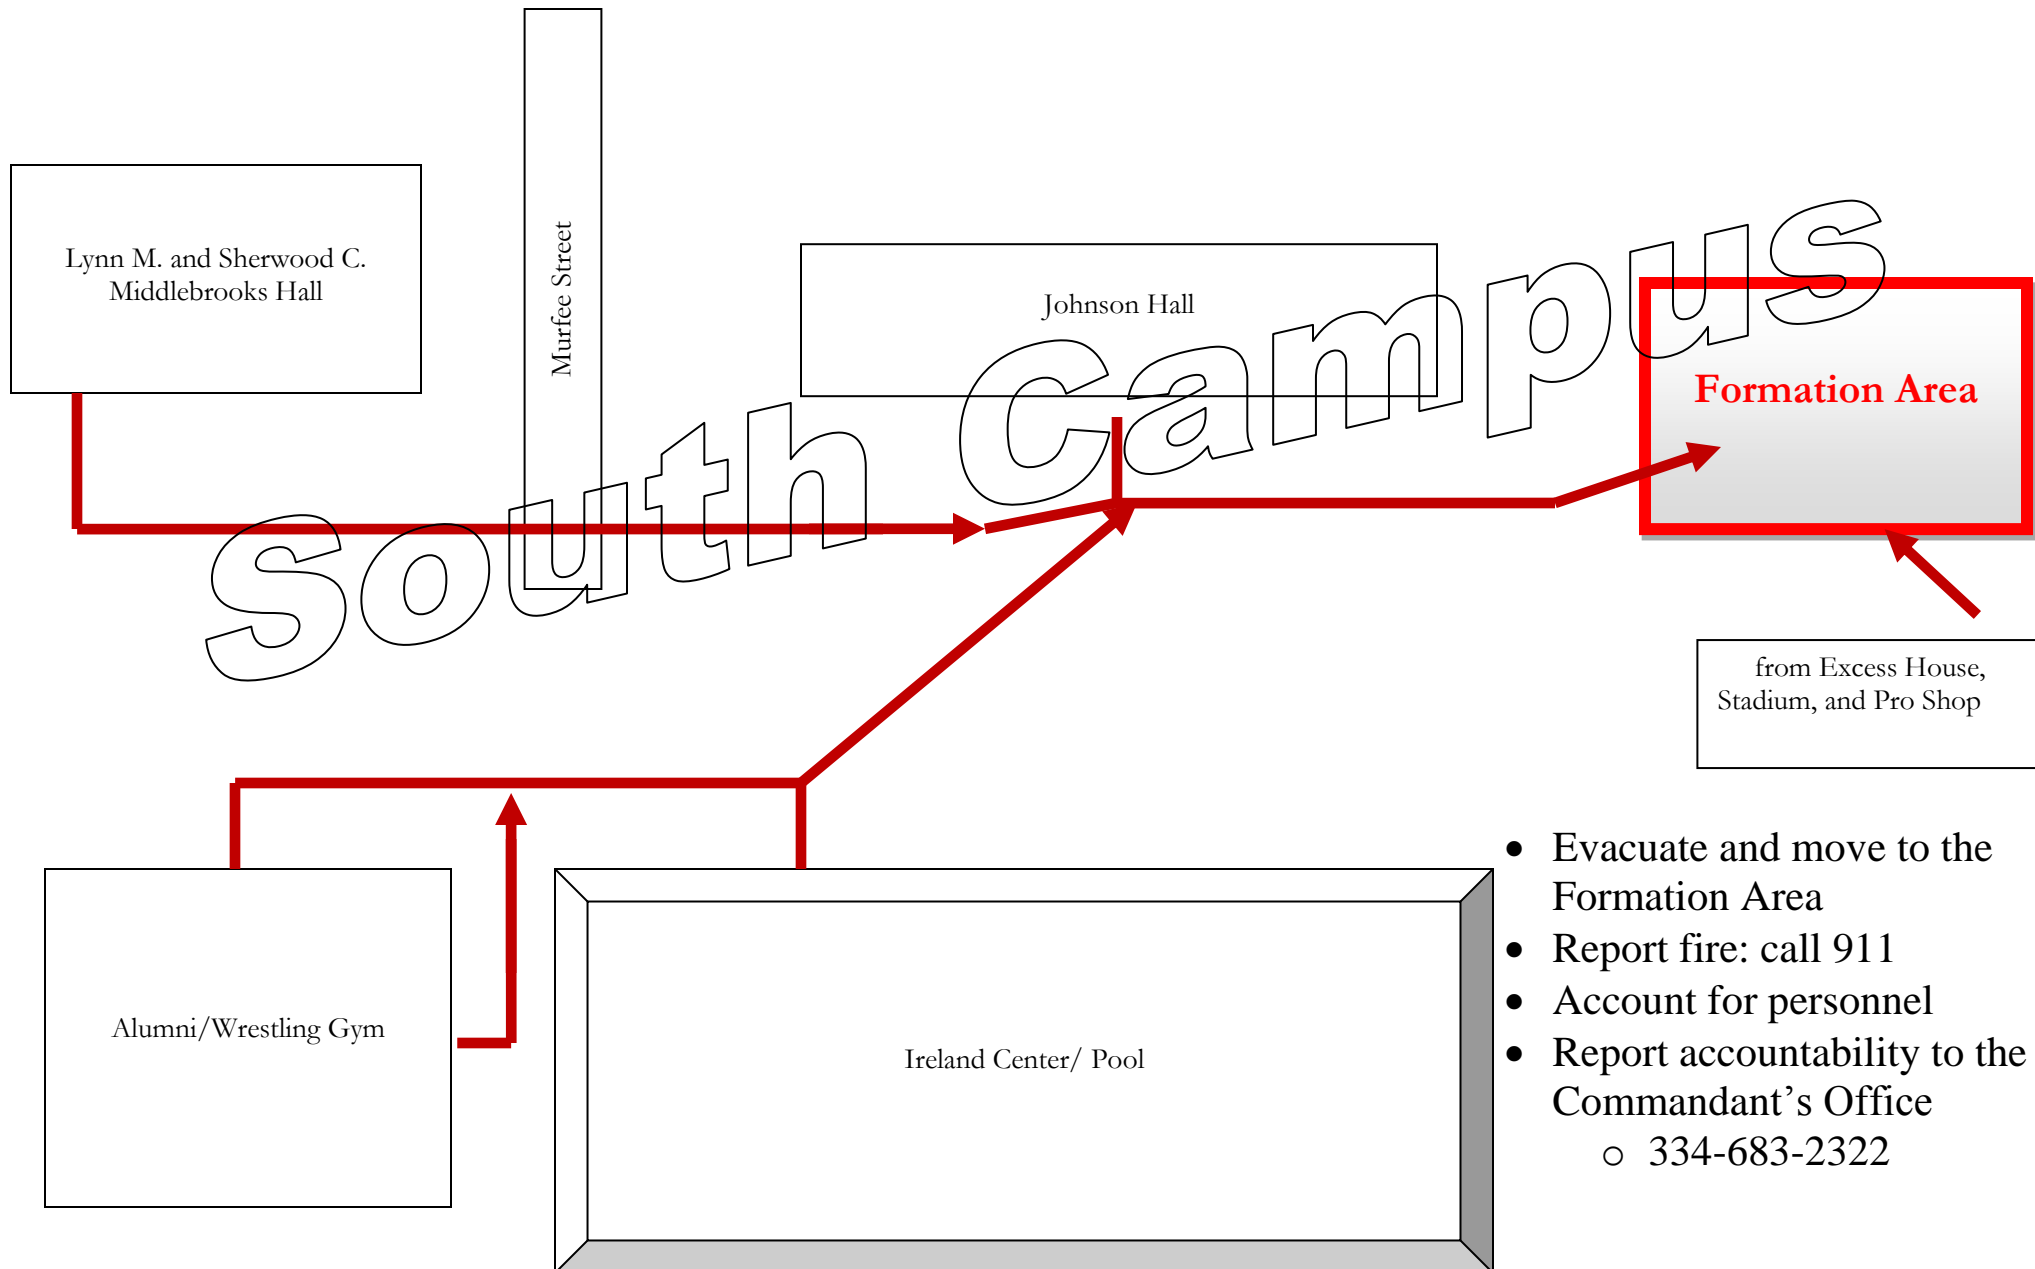 South Campus
Lynn M. and Sherwood C.
Middlebrooks Hall
Murfee Street
Johnson Hall
Formation Area
from Excess House,
Stadium, and Pro Shop
Alumni/Wrestling Gym
Ireland Center/ Pool
• Evacuate and move to the
Formation Area
• Report fire: call 911
• Account for personnel
• Report accountability to the
Commandant’s Office
o 334-683-2322